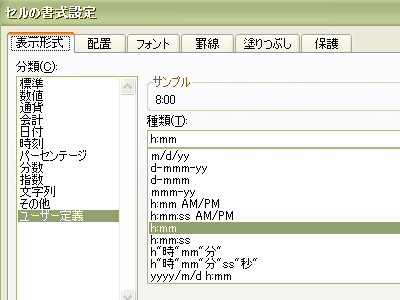 セルの書式設定
表示形式 配置 フォント 罫線 塗りつぶし 保護
分類(C):
標準
数値
通貨
会計
日付
時刻
パーセンテージ
分数
指数
文字列
その他
ユーザー定義
サンプル
8:00
種類(T):
h:mm
m/d/yy
d-mmm-yy
d-mmm
mmm-yy
h:mm AM/PM
h:mm:ss AM/PM
h:mm
h:mm:ss
h"時"mm"分"
h"時"mm"分"ss"秒"
yyyy/m/d h:mm